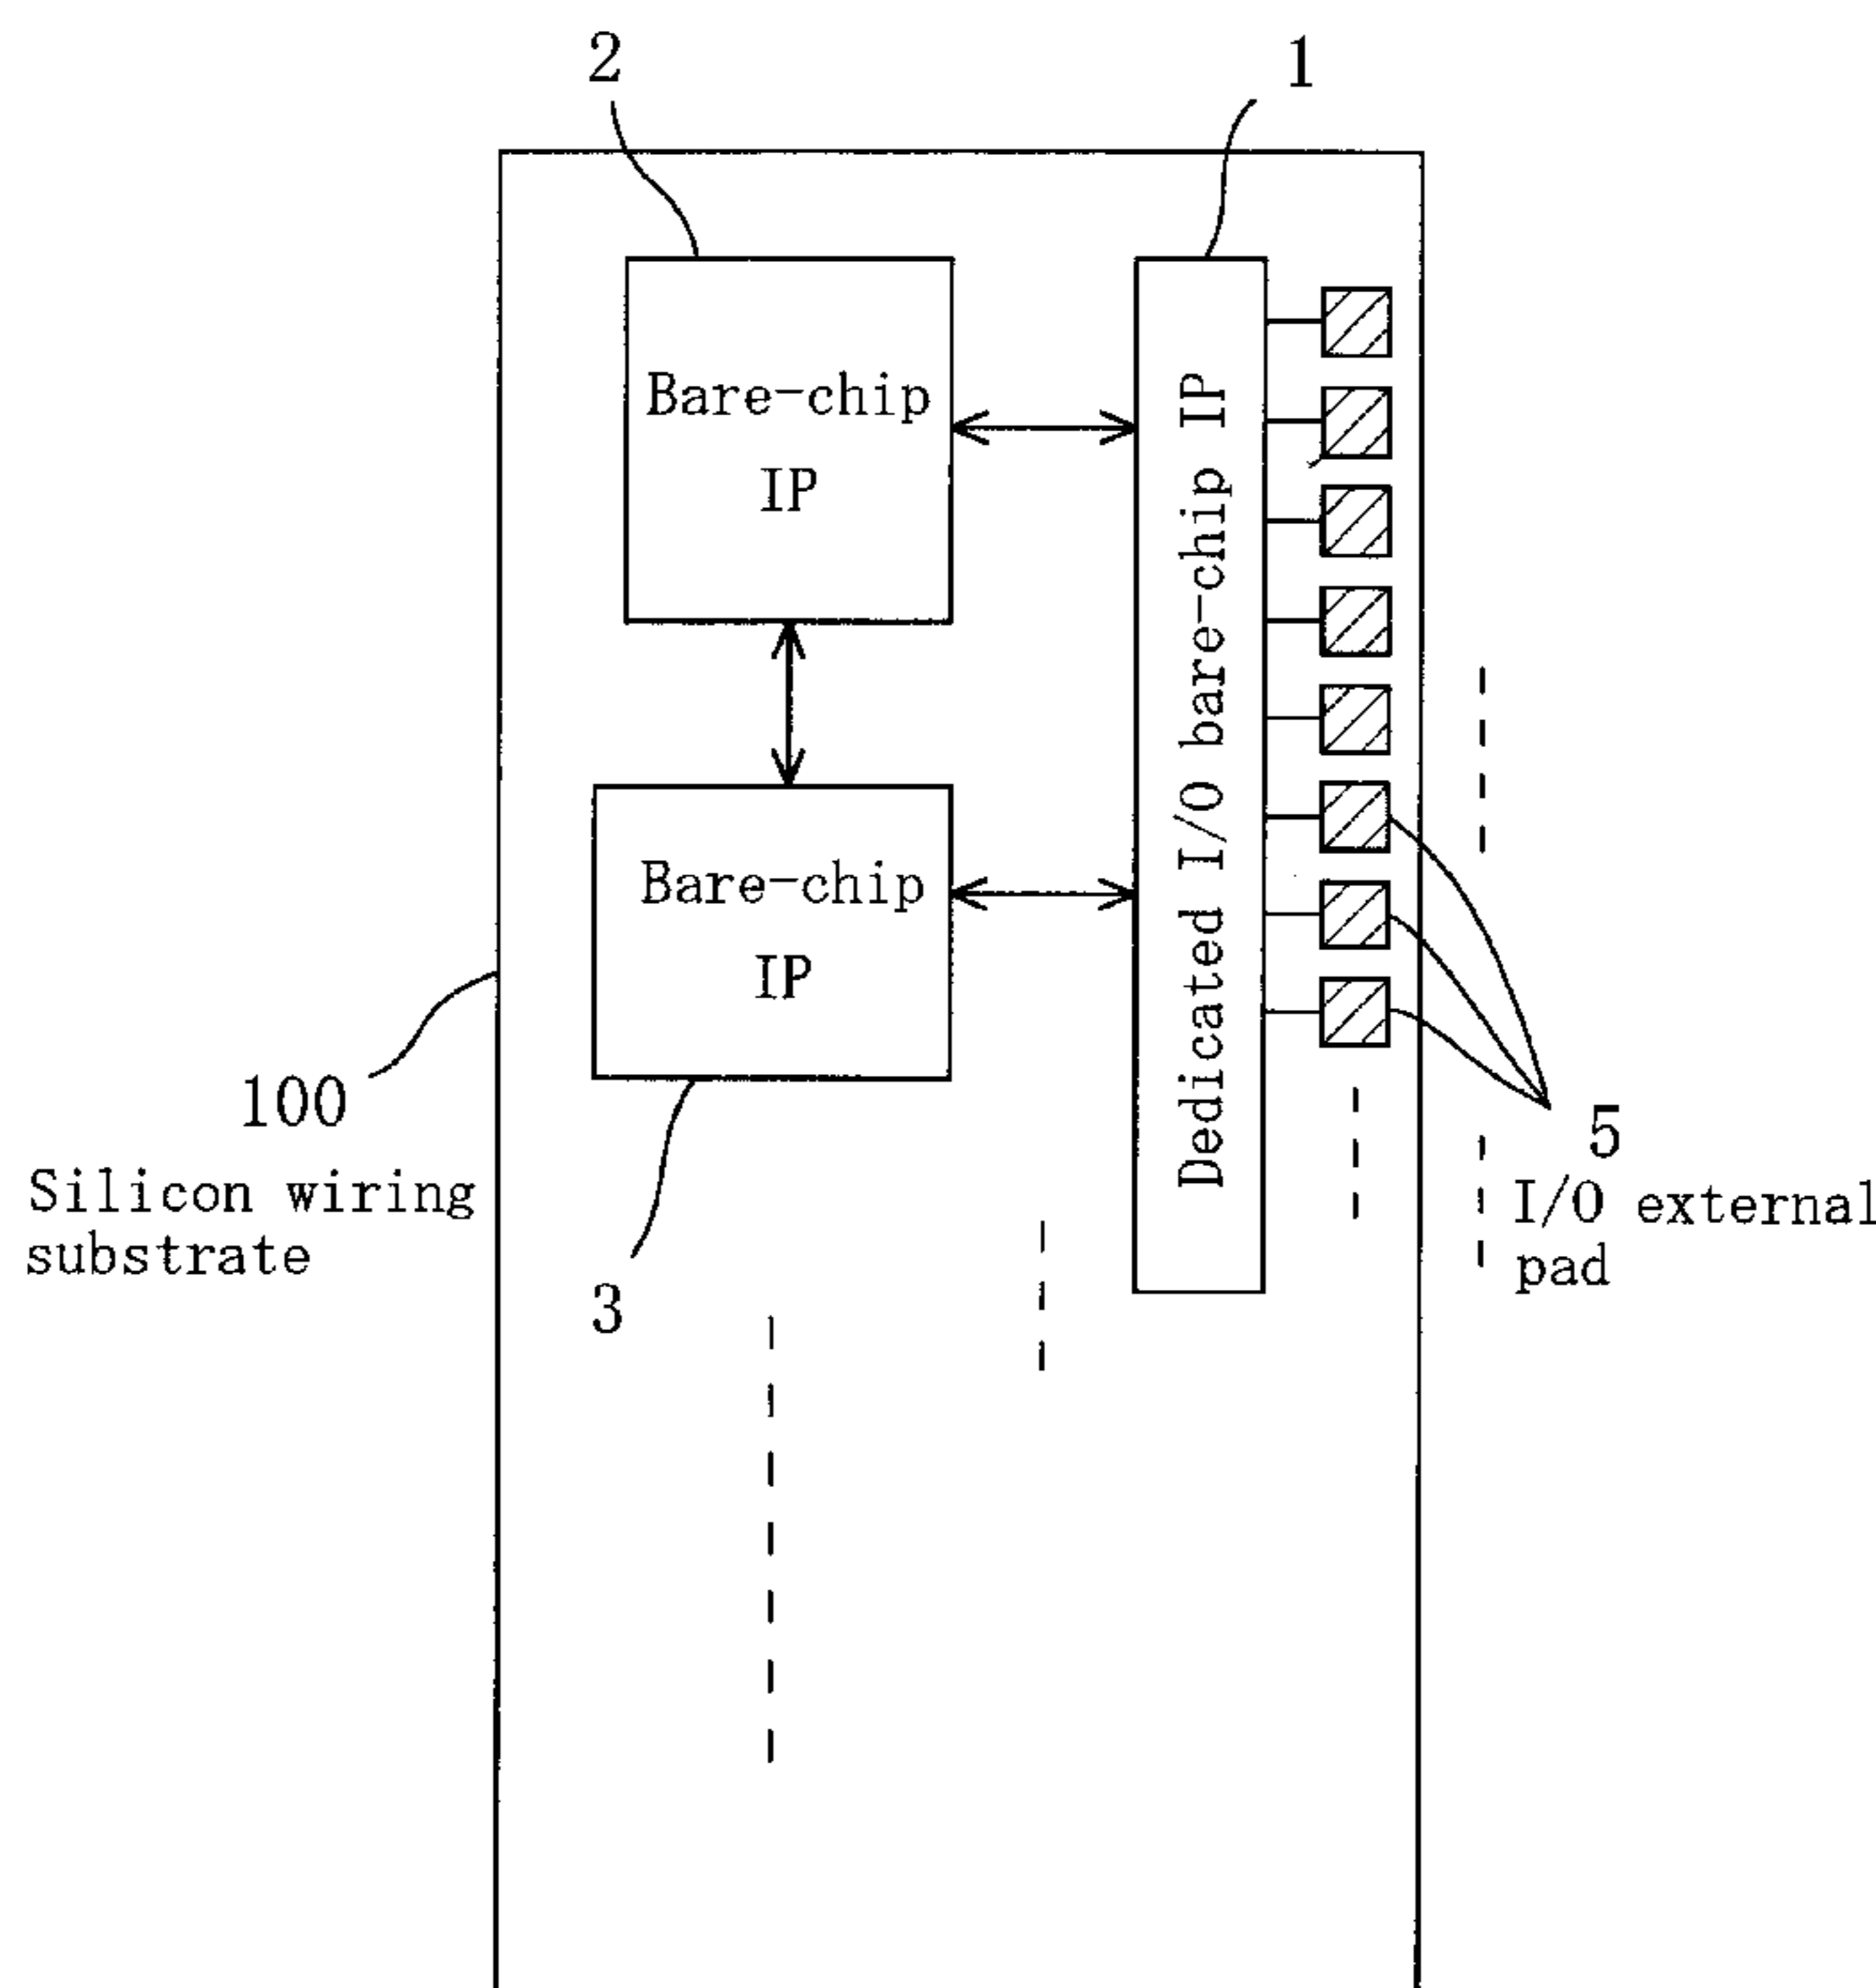 2
1
Bare-chip
IP
Dedicated I/O bare-chip IP
Bare-chip
IP
100
Silicon wiring
substrate
3
5
I/O external
pad